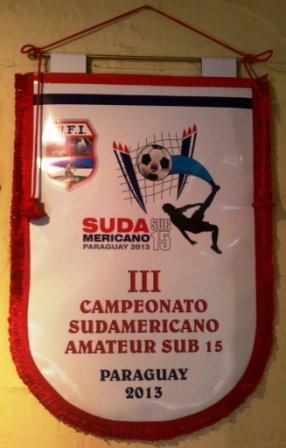 U.F.I.
SUDA SUB
MERICANO 15
PARAGUAY 2013
III
CAMPEONATO
SUDAMERICANO
AMATEUR SUB 15
PARAGUAY
2013